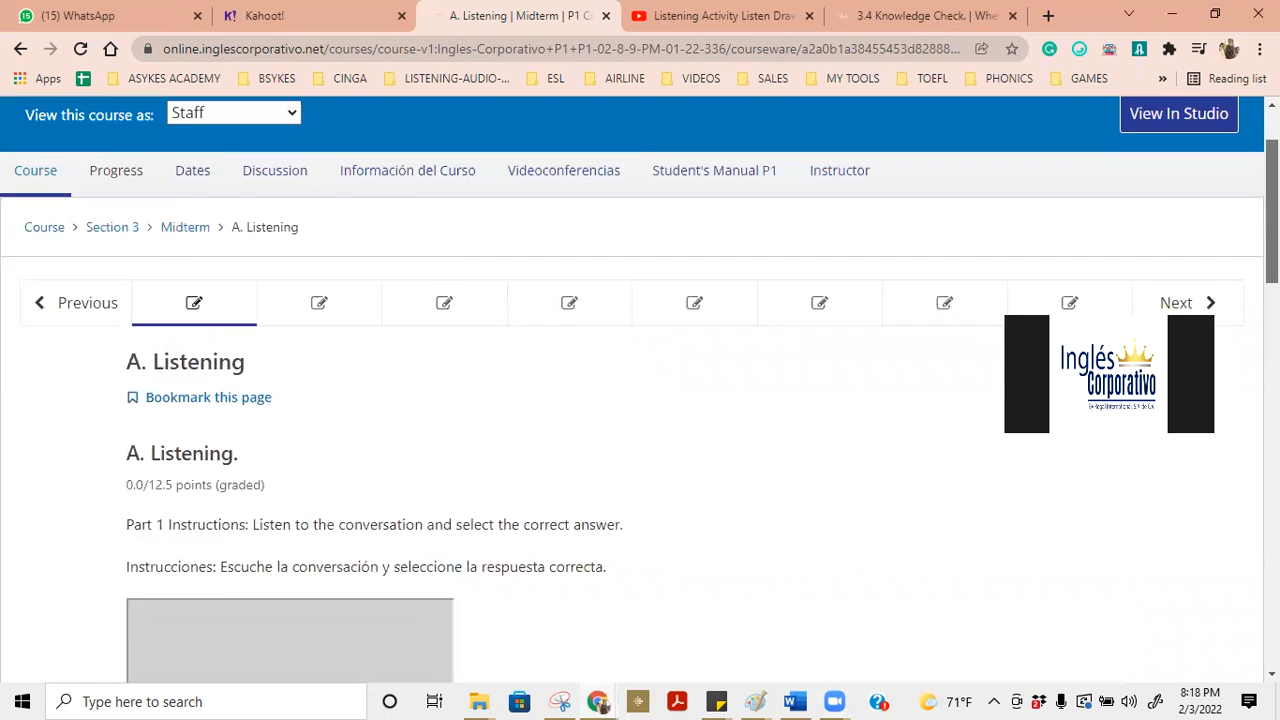 (15) WhatsApp
Kahoot!
A. Listening | Midterm | P1 C
Listening Activity Listen Dra
3.4 Knowledge Check. | Whe
online.inglescorporativo.net/courses/course-v1:Ingles-Corporativo+P1+P1-02-8-9-PM-01-22-336/courseware/a2a0b1a38455453d82888...
Apps
ASYKES ACADEMY
BSYKES
CINGA
LISTENING-AUDIO-...
ESL
AIRLINE
VIDEOS
SALES
MY TOOLS
TOEFL
PHONICS
GAMES
»
Reading list
View this course as:
Staff
View In Studio
Course
Progress
Dates
Discussion
Información del Curso
Videoconferencias
Student's Manual P1
Instructor
Course > Section 3 > Midterm > A. Listening
Previous
Next
A. Listening
Bookmark this page
Inglés
Corporativo
A. Listening.
0.0/12.5 points (graded)
Part 1 Instructions: Listen to the conversation and select the correct answer.
Instrucciones: Escuche la conversación y seleccione la respuesta correcta.
Type here to search
71°F
8:18 PM
2/3/2022